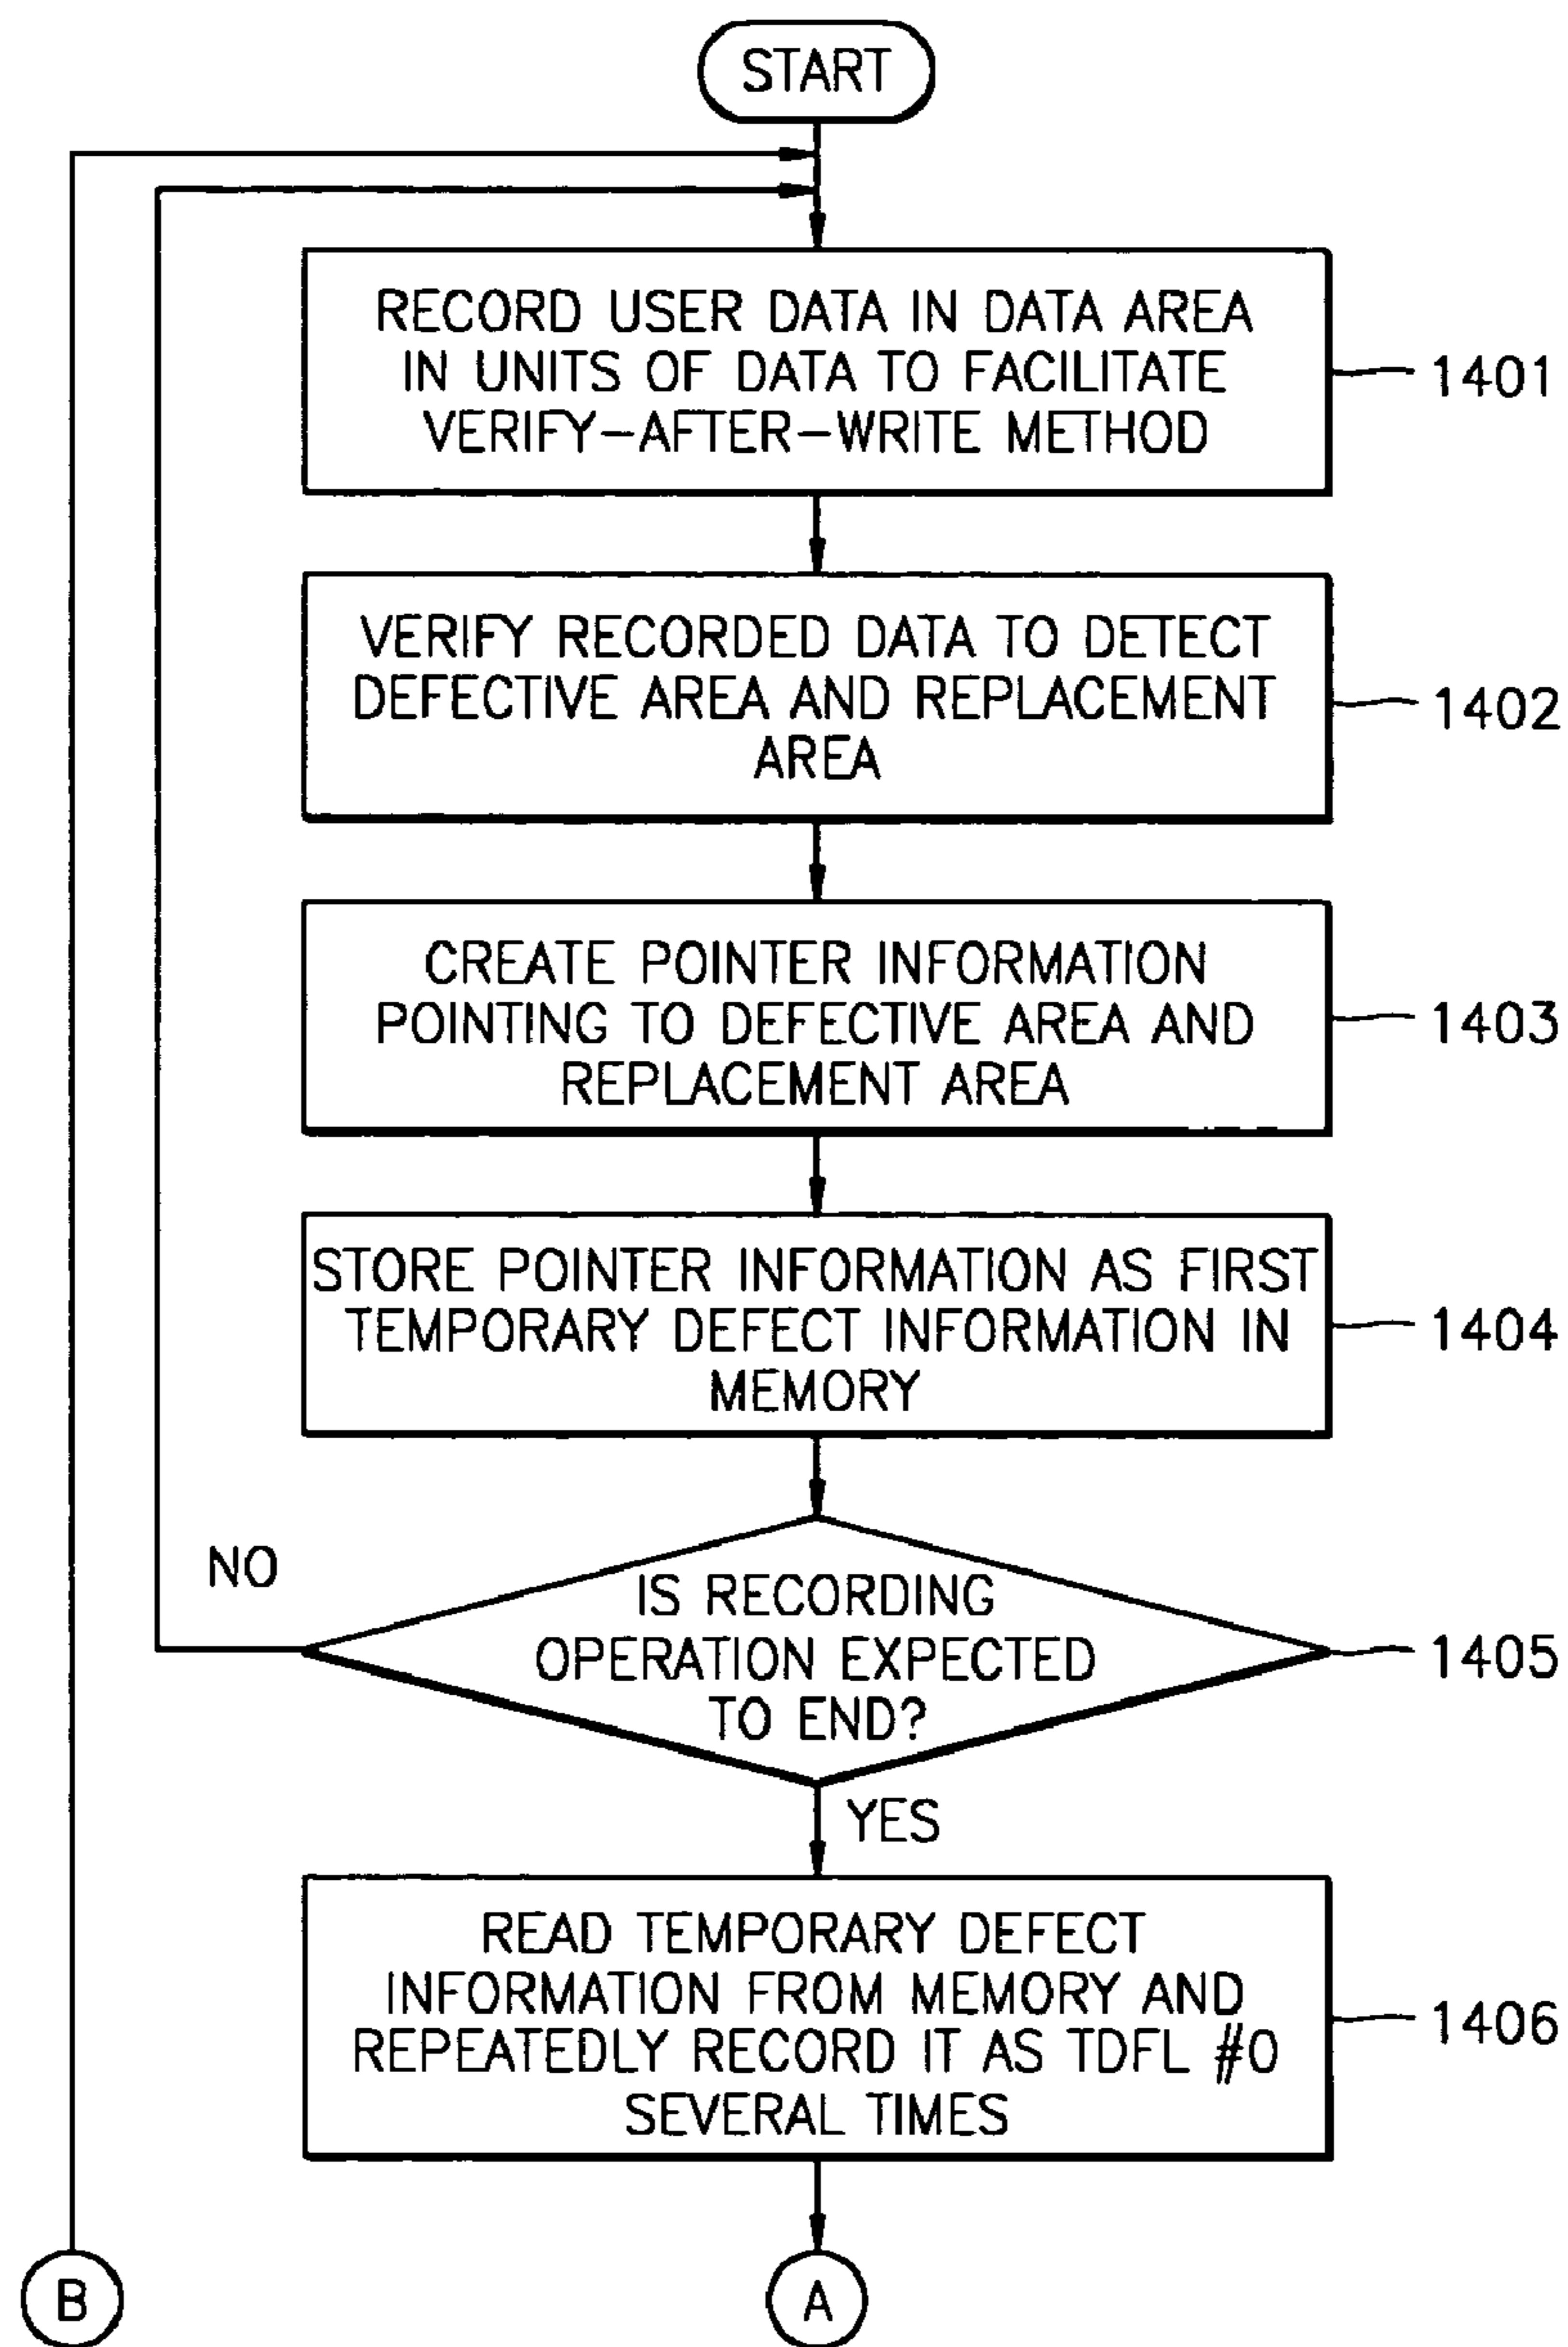 START
RECORD USER DATA IN DATA AREA
IN UNITS OF DATA TO FACILITATE
VERIFY-AFTER-WRITE METHOD
1401
VERIFY RECORDED DATA TO DETECT
DEFECTIVE AREA AND REPLACEMENT
AREA
1402
CREATE POINTER INFORMATION
POINTING TO DEFECTIVE AREA AND
REPLACEMENT AREA
1403
STORE POINTER INFORMATION AS FIRST
TEMPORARY DEFECT INFORMATION IN
MEMORY
1404
NO
IS RECORDING
OPERATION EXPECTED
TO END?
1405
YES
READ TEMPORARY DEFECT
INFORMATION FROM MEMORY AND
REPEATEDLY RECORD IT AS TDFL #0
SEVERAL TIMES
1406
B
A